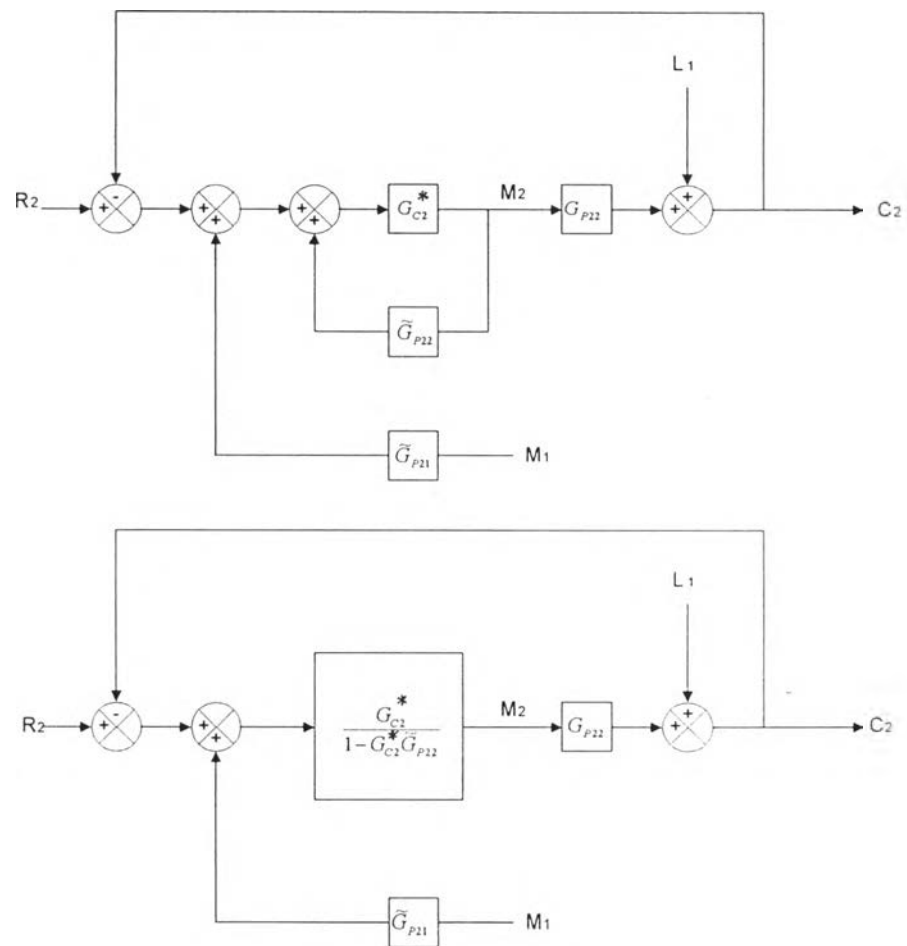 L1
-
R2 + + + + + G*C2 M2 GP22 + + C2
G̃P22
G̃P21 M1
L1
-
R2 + + + G*C2 / 1 − G*C2 G̃P22 M2 GP22 + + C2
G̃P21 M1